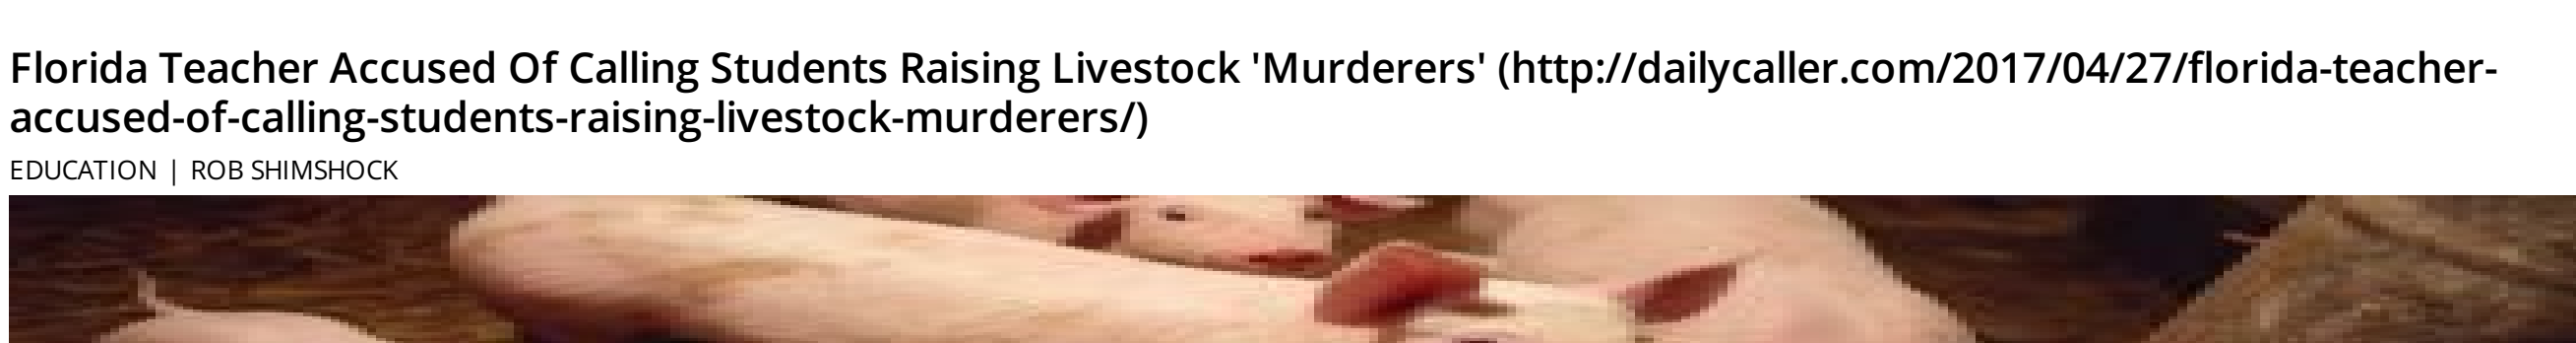 Florida Teacher Accused Of Calling Students Raising Livestock 'Murderers' (http://dailycaller.com/2017/04/27/florida-teacher-
accused-of-calling-students-raising-livestock-murderers/)
EDUCATION | ROB SHIMSHOCK